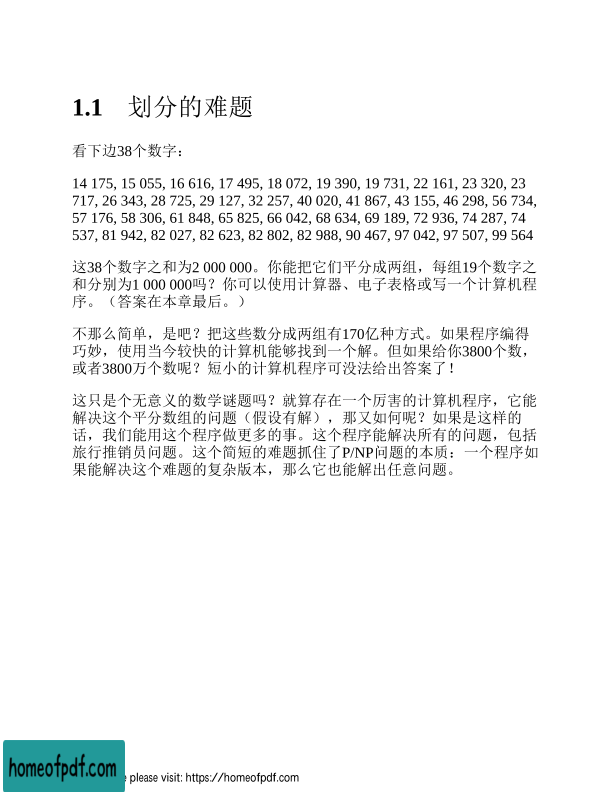 1.1 划分的难题
看下边38个数字：
14 175, 15 055, 16 616, 17 495, 18 072, 19 390, 19 731, 22 161, 23 320, 23
717, 26 343, 28 725, 29 127, 32 257, 40 020, 41 867, 43 155, 46 298, 56 734,
57 176, 58 306, 61 848, 65 825, 66 042, 68 634, 69 189, 72 936, 74 287, 74
537, 81 942, 82 027, 82 623, 82 802, 82 988, 90 467, 97 042, 97 507, 99 564
这38个数字之和为2 000 000。你能把它们平分成两组，每组19个数字之
和分别为1 000 000吗？你可以使用计算器、电子表格或写一个计算机程
序。（答案在本章最后。）
不那么简单，是吧？把这些数分成两组有170亿种方式。如果程序编得
巧妙，使用当今较快的计算机能够找到一个解。但如果给你3800个数，
或者3800万个数呢？短小的计算机程序可没法给出答案了！
这只是个无意义的数学谜题吗？就算存在一个厉害的计算机程序，它能
解决这个平分数组的问题（假设有解），那又如何呢？如果是这样的
话，我们能用这个程序做更多的事。这个程序能解决所有的问题，包括
旅行推销员问题。这个简短的难题抓住了P/NP问题的本质：一个程序如
果能解决这个难题的复杂版本，那么它也能解出任意问题。
homeofpdf.com
e please visit: https://homeofpdf.com